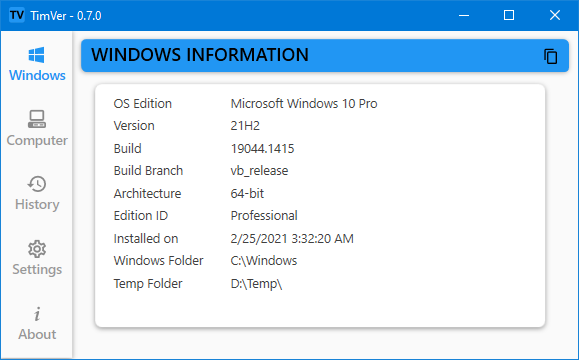 TV TimVer - 0.7.0
Windows
Computer
History
Settings
i
About
WINDOWS INFORMATION
OS Edition Microsoft Windows 10 Pro
Version 21H2
Build 19044.1415
Build Branch vb_release
Architecture 64-bit
Edition ID Professional
Installed on 2/25/2021 3:32:20 AM
Windows Folder C:\Windows
Temp Folder D:\Temp\